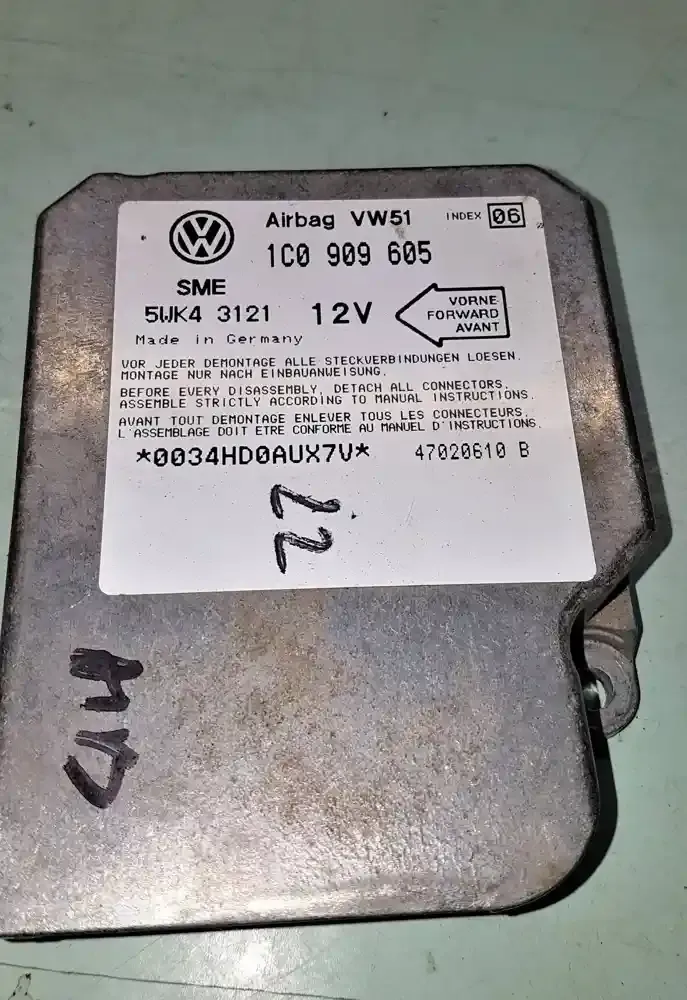 Airbag VW51 INDEX 06
1C0 909 605
SME
5WK4 3121 12V
VORNE
FORWARD
AVANT
Made in Germany
VOR JEDER DEMONTAGE ALLE STECKVERBINDUNGEN LOESEN.
MONTAGE NUR NACH EINBAUANWEISUNG.
BEFORE EVERY DISASSEMBLY, DETACH ALL CONNECTORS.
ASSEMBLE STRICTLY ACCORDING TO MANUAL INSTRUCTIONS.
AVANT TOUT DEMONTAGE ENLEVER TOUS LES CONNECTEURS.
L'ASSEMBLAGE DOIT ETRE CONFORME AU MANUEL D'INSTRUCTIONS.
*0034HD0AUX7V* 47020610 B
22